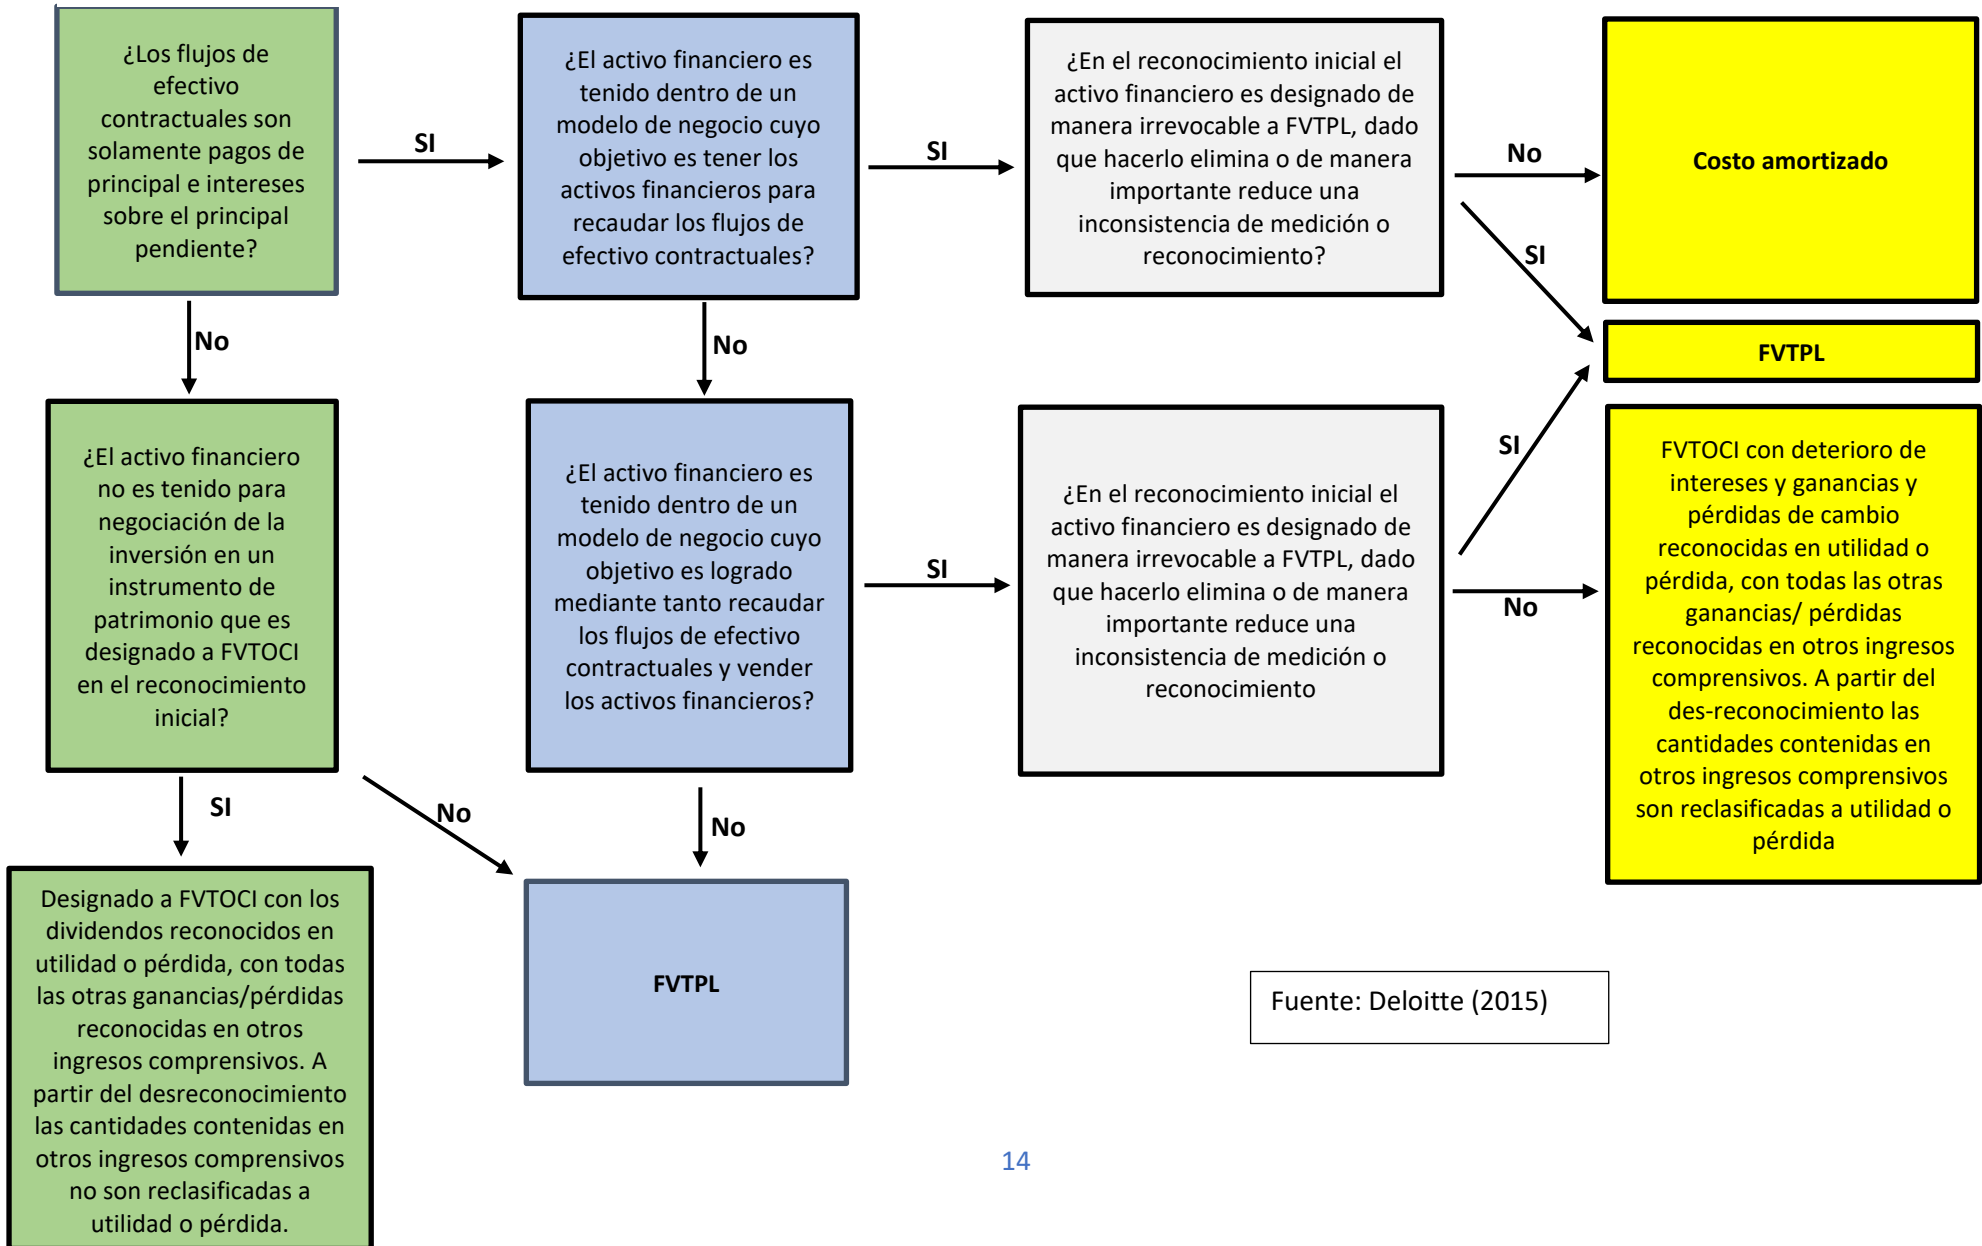 ¿Los flujos de
efectivo
contractuales son
solamente pagos de
principal e intereses
sobre el principal
pendiente?
SI
¿El activo financiero es
tenido dentro de un
modelo de negocio cuyo
objetivo es tener los
activos financieros para
recaudar los flujos de
efectivo contractuales?
SI
¿En el reconocimiento inicial el
activo financiero es designado de
manera irrevocable a FVTPL, dado
que hacerlo elimina o de manera
importante reduce una
inconsistencia de medición o
reconocimiento?
No
Costo amortizado
SI
FVTPL
No
No
¿El activo financiero
no es tenido para
negociación de la
inversión en un
instrumento de
patrimonio que es
designado a FVTOCI
en el reconocimiento
inicial?
¿El activo financiero es
tenido dentro de un
modelo de negocio cuyo
objetivo es logrado
mediante tanto recaudar
los flujos de efectivo
contractuales y vender
los activos financieros?
SI
¿En el reconocimiento inicial el
activo financiero es designado de
manera irrevocable a FVTPL, dado
que hacerlo elimina o de manera
importante reduce una
inconsistencia de medición o
reconocimiento
SI
No
FVTOCI con deterioro de
intereses y ganancias y
pérdidas de cambio
reconocidas en utilidad o
pérdida, con todas las otras
ganancias/ pérdidas
reconocidas en otros ingresos
comprensivos. A partir del
des-reconocimiento las
cantidades contenidas en
otros ingresos comprensivos
son reclasificadas a utilidad o
pérdida
SI
No
No
Designado a FVTOCI con los
dividendos reconocidos en
utilidad o pérdida, con todas
las otras ganancias/pérdidas
reconocidas en otros
ingresos comprensivos. A
partir del desreconocimiento
las cantidades contenidas en
otros ingresos comprensivos
no son reclasificadas a
utilidad o pérdida.
FVTPL
Fuente: Deloitte (2015)
14